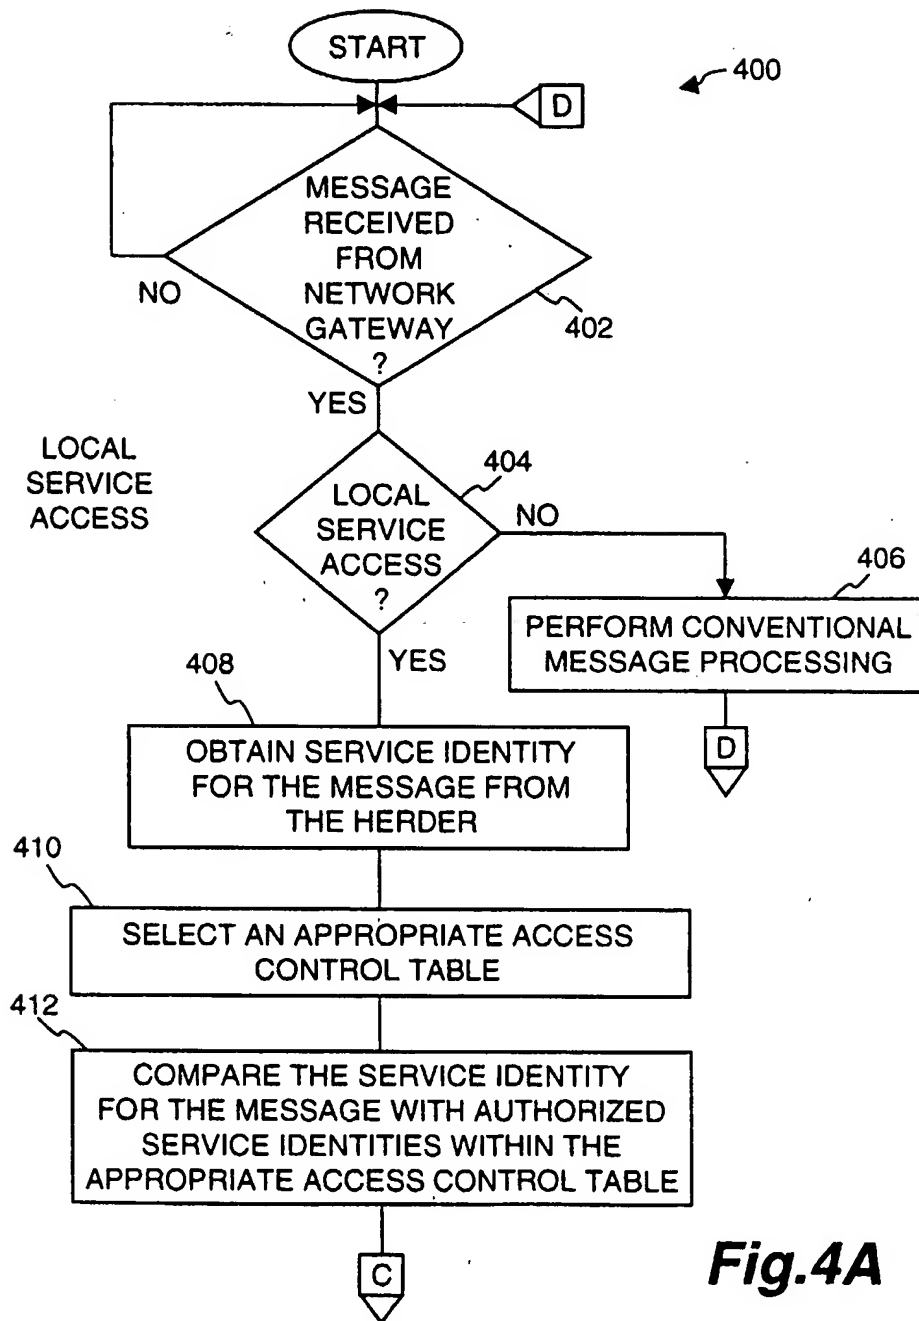 START
400
D
MESSAGE
RECEIVED
FROM
NETWORK
GATEWAY
?
NO
402
YES
LOCAL
SERVICE
ACCESS
404
LOCAL
SERVICE
ACCESS
?
NO
406
PERFORM CONVENTIONAL
MESSAGE PROCESSING
YES
D
408
OBTAIN SERVICE IDENTITY
FOR THE MESSAGE FROM
THE HERDER
410
SELECT AN APPROPRIATE ACCESS
CONTROL TABLE
412
COMPARE THE SERVICE IDENTITY
FOR THE MESSAGE WITH AUTHORIZED
SERVICE IDENTITIES WITHIN THE
APPROPRIATE ACCESS CONTROL TABLE
C
Fig.4A